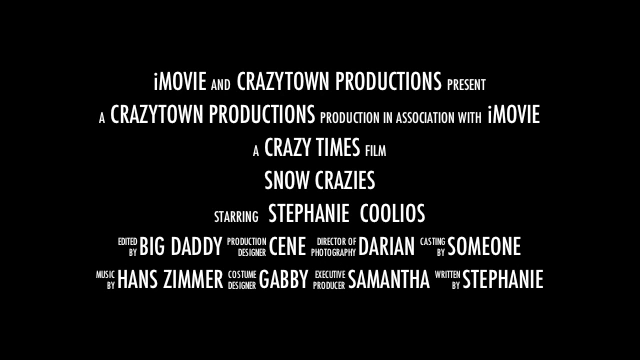 iMOVIE AND CRAZYTOWN PRODUCTIONS PRESENT
A CRAZYTOWN PRODUCTIONS PRODUCTION IN ASSOCIATION WITH iMOVIE
A CRAZY TIMES FILM
SNOW CRAZIES
STARRING STEPHANIE COOLIOS
EDITED BY BIG DADDY PRODUCTION DESIGNER CENE DIRECTOR OF PHOTOGRAPHY DARIAN CASTING BY SOMEONE
MUSIC BY HANS ZIMMER COSTUME DESIGNER GABBY EXECUTIVE PRODUCER SAMANTHA WRITTEN BY STEPHANIE